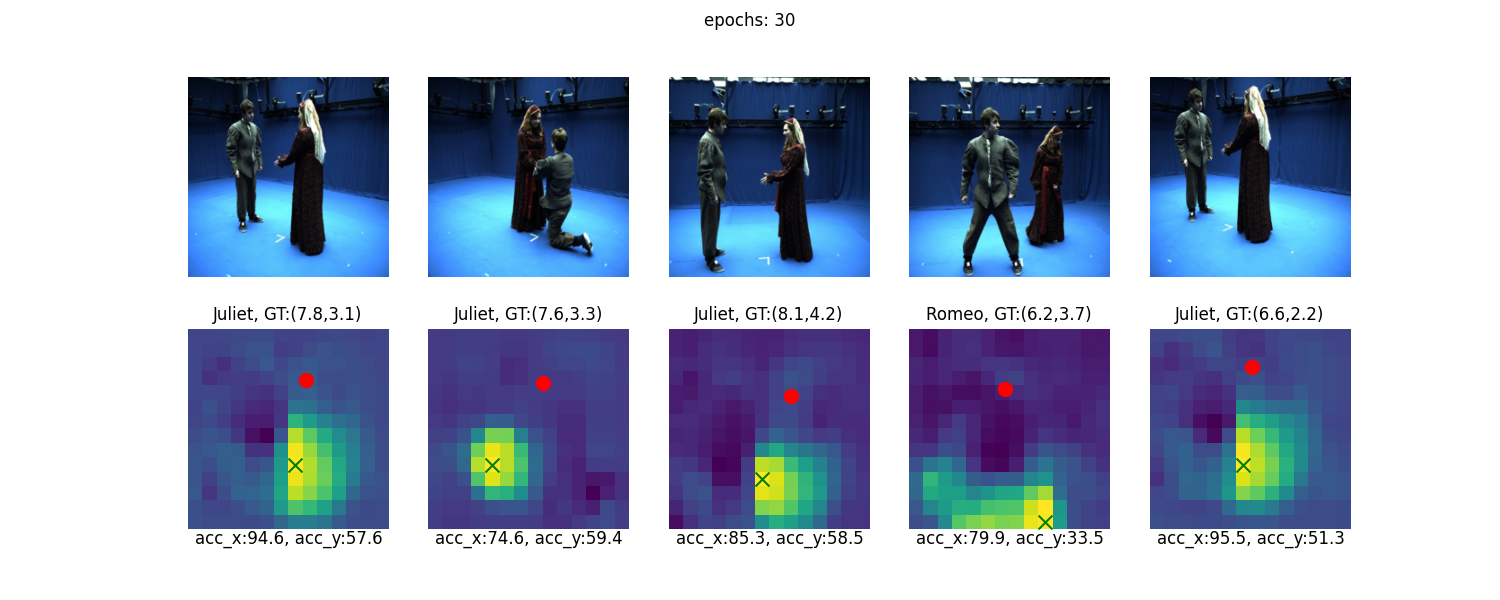 epochs: 30
Juliet, GT:(7.8,3.1)
Juliet, GT:(7.6,3.3)
Juliet, GT:(8.1,4.2)
Romeo, GT:(6.2,3.7)
Juliet, GT:(6.6,2.2)
acc_x:94.6, acc_y:57.6
acc_x:74.6, acc_y:59.4
acc_x:85.3, acc_y:58.5
acc_x:79.9, acc_y:33.5
acc_x:95.5, acc_y:51.3